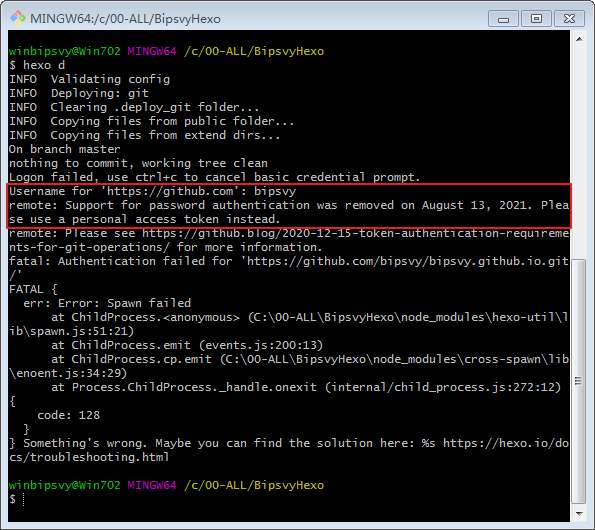 MINGW64:/c/00-ALL/BipsvyHexo
winbipsvy@Win702 MINGW64 /c/00-ALL/BipsvyHexo
$ hexo d
INFO  Validating config
INFO  Deploying: git
INFO  Clearing .deploy_git folder...
INFO  Copying files from public folder...
INFO  Copying files from extend dirs...
On branch master
nothing to commit, working tree clean
Logon failed, use ctrl+c to cancel basic credential prompt.
Username for 'https://github.com': bipsvy
remote: Support for password authentication was removed on August 13, 2021. Plea
se use a personal access token instead.
remote: Please see https://github.blog/2020-12-15-token-authentication-requireme
nts-for-git-operations/ for more information.
fatal: Authentication failed for 'https://github.com/bipsvy/bipsvy.github.io.git
/'
FATAL {
  err: Error: Spawn failed
      at ChildProcess.<anonymous> (C:\00-ALL\BipsvyHexo\node_modules\hexo-util\l
ib\spawn.js:51:21)
      at ChildProcess.emit (events.js:200:13)
      at ChildProcess.cp.emit (C:\00-ALL\BipsvyHexo\node_modules\cross-spawn\lib
\enoent.js:34:29)
      at Process.ChildProcess._handle.onexit (internal/child_process.js:272:12)
{
    code: 128
  }
} Something's wrong. Maybe you can find the solution here: %s https://hexo.io/do
cs/troubleshooting.html
winbipsvy@Win702 MINGW64 /c/00-ALL/BipsvyHexo
$